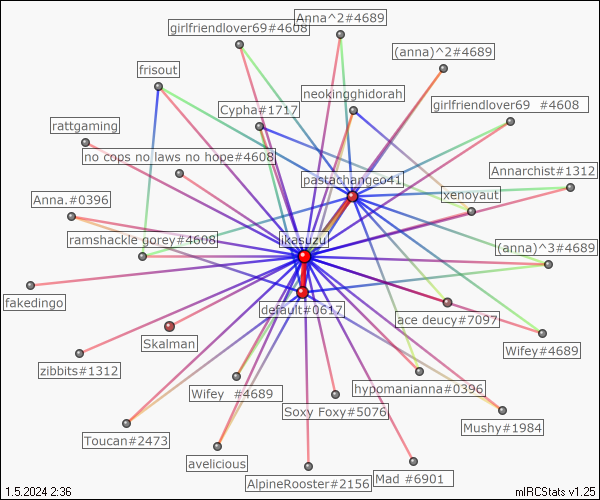 Anna^2#4689
girlfriendlover69#4608
(anna)^2#4689
frisout
neokingghidorah
girlfriendlover69 #4608
Cypha#1717
rattgaming
no cops no laws no hope#4608
Annarchist#1312
pastachangeo41
xenoyaut
Anna.#0396
ramshackle gorey#4608
jikasuzu
(anna)^3#4689
fakedingo
default#0617
ace deucy#7097
Skalman
Wifey#4689
zibbits#1312
Wifey #4689
hypomanianna#0396
Soxy Foxy#5076
Mushy#1984
Toucan#2473
avelicious
AlpineRooster#2156
Mad #6901
1.5.2024 2:36
mIRCStats v1.25